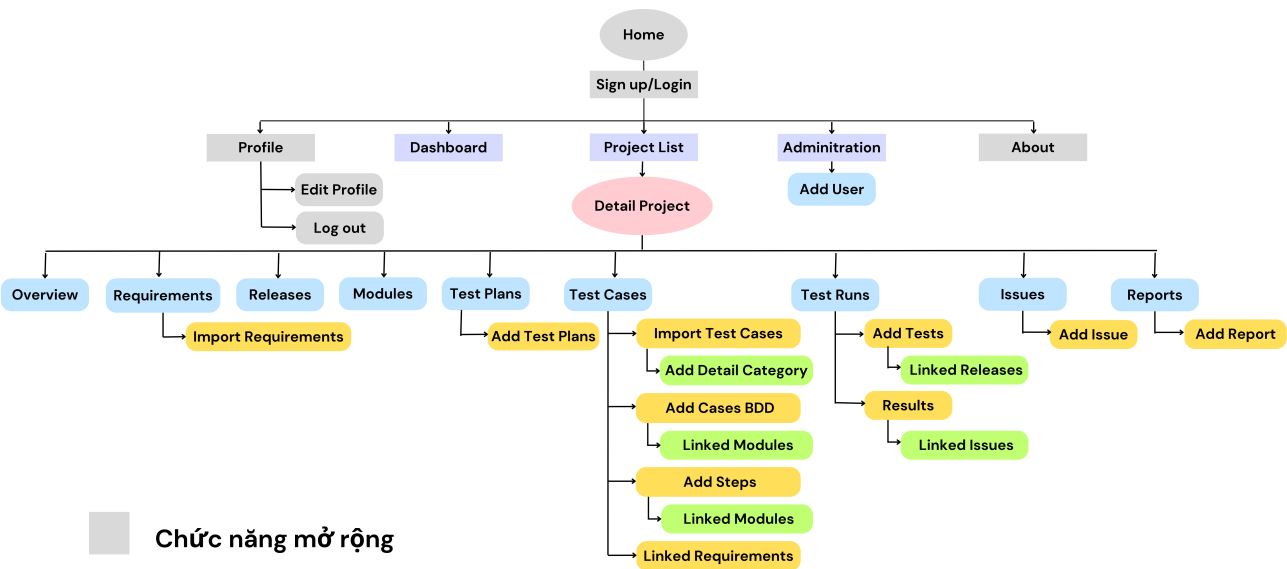 Home
Sign up/Login
Profile
Dashboard
Project List
Adminitration
About
Edit Profile
Add User
Detail Project
Log out
Overview
Requirements
Releases
Modules
Test Plans
Test Cases
Test Runs
Issues
Reports
Import Requirements
Add Test Plans
Import Test Cases
Add Tests
Add Issue
Add Report
Add Detail Category
Linked Releases
Add Cases BDD
Results
Linked Modules
Linked Issues
Add Steps
Linked Modules
Linked Requirements
Chức năng mở rộng